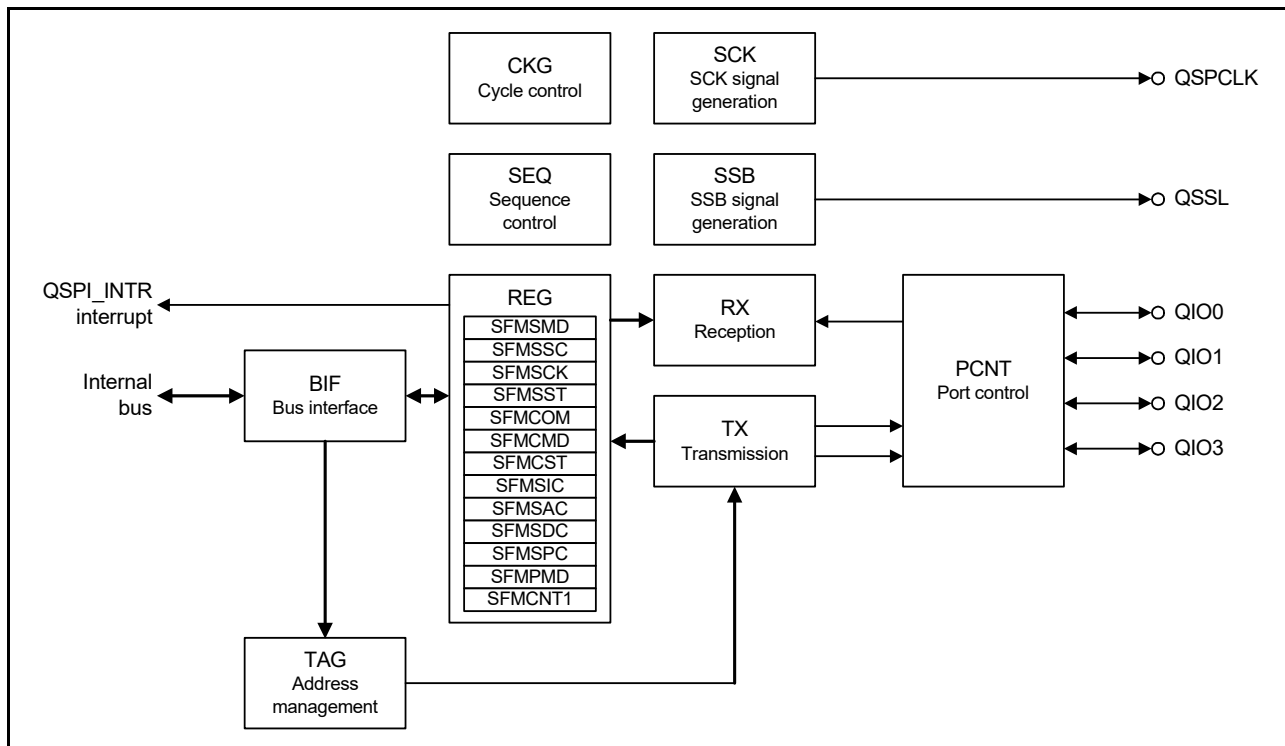 CKG
Cycle control
SCK
SCK signal
generation
QSPCLK
SEQ
Sequence
control
SSB
SSB signal
generation
QSSL
QSPI_INTR
interrupt
REG
SFMSMD
SFMSSC
SFMSCK
SFMSST
SFMCOM
SFMCMD
SFMCST
SFMSIC
SFMSAC
SFMSDC
SFMSPC
SFMPMD
SFMCNT1
RX
Reception
PCNT
Port control
QIO0
QIO1
QIO2
QIO3
Internal
bus
BIF
Bus interface
TX
Transmission
TAG
Address
management